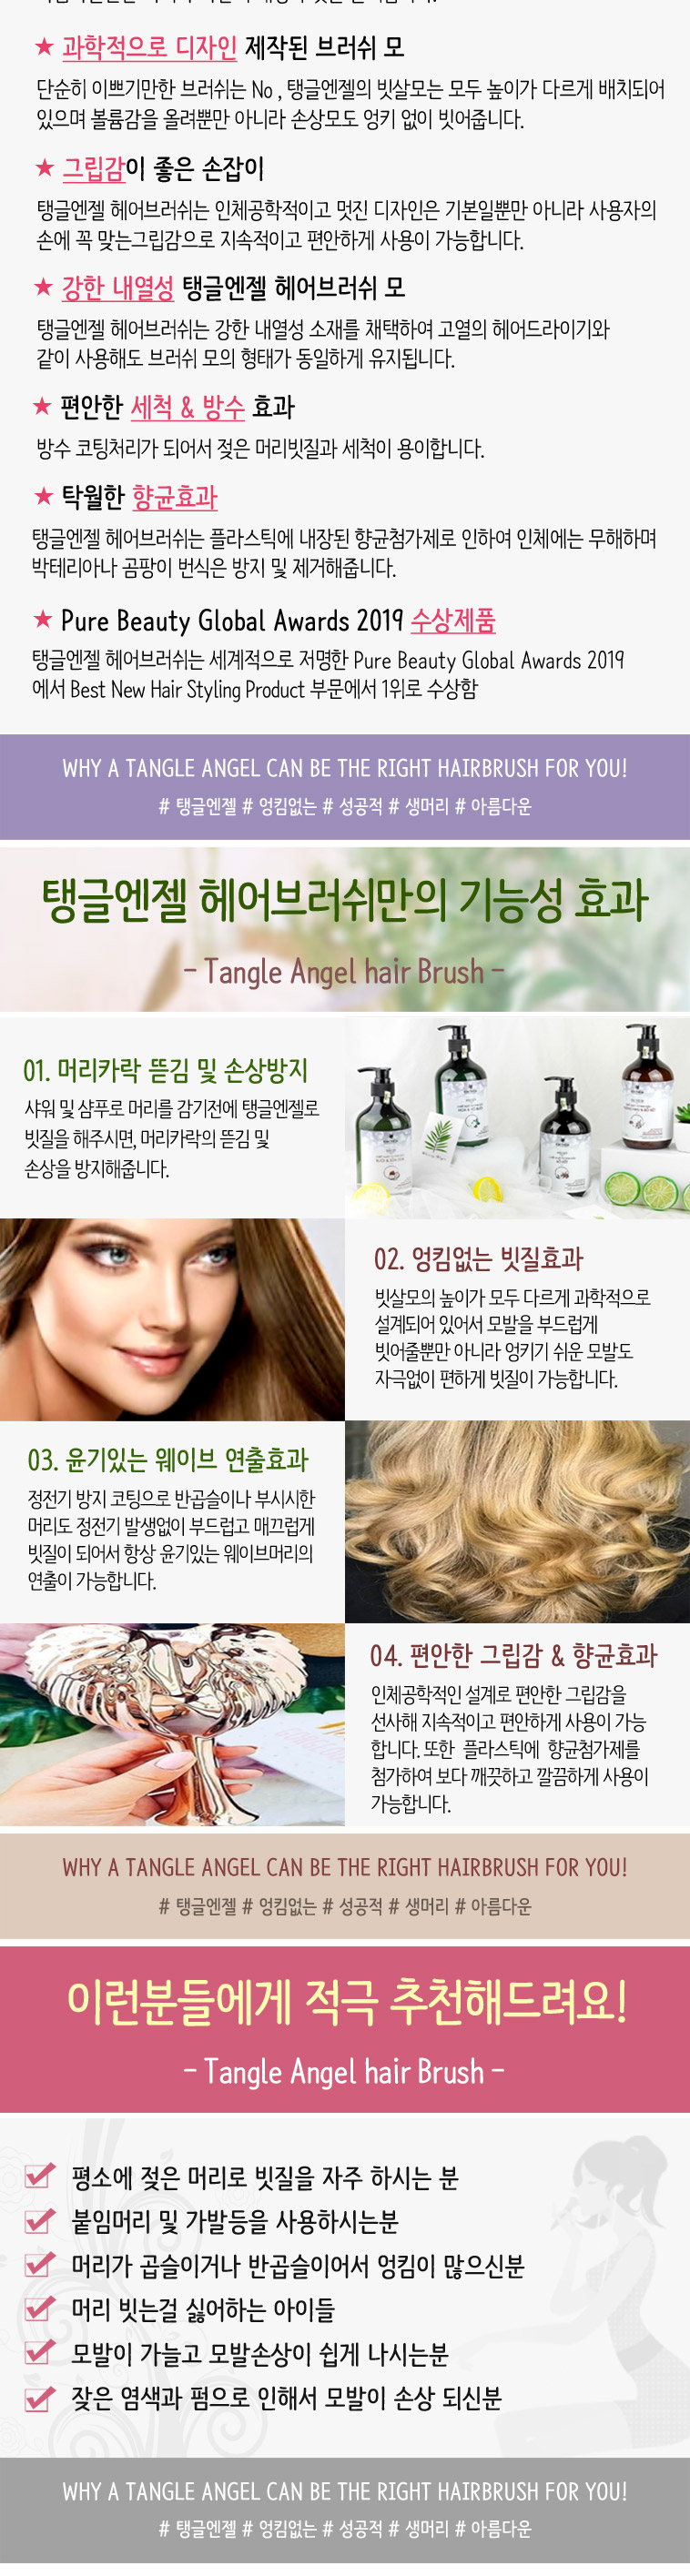 ★ 과학적으로 디자인 제작된 브러쉬 모
단순히 이쁘기만한 브러쉬는 No , 탱글엔젤의 빗살모는 모두 높이가 다르게 배치되어
있으며 볼륨감을 올려줄뿐만 아니라 손상모도 엉키 없이 빗어줍니다.
★ 그립감이 좋은 손잡이
탱글엔젤 헤어브러쉬는 인체공학적이고 멋진 디자인은 기본일뿐만 아니라 사용자의
손에 꼭 맞는그립감으로 지속적이고 편안하게 사용이 가능합니다.
★ 강한 내열성 탱글엔젤 헤어브러쉬 모
탱글엔젤 헤어브러쉬는 강한 내열성 소재를 채택하여 고열의 헤어드라이기와
같이 사용해도 브러쉬 모의 형태가 동일하게 유지됩니다.
★ 편안한 세척 & 방수 효과
방수 코팅처리가 되어서 젖은 머리빗질과 세척이 용이합니다.
★ 탁월한 향균효과
탱글엔젤 헤어브러쉬는 플라스틱에 내장된 향균첨가제로 인하여 인체에는 무해하며
박테리아나 곰팡이 번식은 방지 및 제거해줍니다.
★ Pure Beauty Global Awards 2019 수상제품
탱글엔젤 헤어브러쉬는 세계적으로 저명한 Pure Beauty Global Awards 2019
에서 Best New Hair Styling Product 부문에서 1위로 수상함
WHY A TANGLE ANGEL CAN BE THE RIGHT HAIRBRUSH FOR YOU!
# 탱글엔젤 # 엉킴없는 # 성공적 # 생머리 # 아름다운
탱글엔젤 헤어브러쉬만의 기능성 효과
- Tangle Angel hair Brush -
01. 머리카락 뜯김 및 손상방지
샤워 및 샴푸로 머리를 감기전에 탱글엔젤로
빗질을 해주시면, 머리카락의 뜯김 및
손상을 방지해줍니다.
02. 엉킴없는 빗질효과
빗살모의 높이가 모두 다르게 과학적으로
설계되어 있어서 모발을 부드럽게
빗어줄뿐만 아니라 엉키기 쉬운 모발도
자극없이 편하게 빗질이 가능합니다.
03. 윤기있는 웨이브 연출효과
정전기 방지 코팅으로 반곱슬이나 부시시한
머리도 정전기 발생없이 부드럽고 매끄럽게
빗질이 되어서 항상 윤기있는 웨이브머리의
연출이 가능합니다.
04. 편안한 그립감 & 향균효과
인체공학적인 설계로 편안한 그립감을
선사해 지속적이고 편안하게 사용이 가능
합니다. 또한 플라스틱에 향균첨가제를
첨가하여 보다 깨끗하고 깔끔하게 사용이
가능합니다.
WHY A TANGLE ANGEL CAN BE THE RIGHT HAIRBRUSH FOR YOU!
# 탱글엔젤 # 엉킴없는 # 성공적 # 생머리 # 아름다운
이런분들에게 적극 추천해드려요!
- Tangle Angel hair Brush -
평소에 젖은 머리로 빗질을 자주 하시는 분
붙임머리 및 가발등을 사용하시는분
머리가 곱슬이거나 반곱슬이어서 엉킴이 많으신분
머리 빗는걸 싫어하는 아이들
모발이 가늘고 모발손상이 쉽게 나시는분
잦은 염색과 펌으로 인해서 모발이 손상 되신분
WHY A TANGLE ANGEL CAN BE THE RIGHT HAIRBRUSH FOR YOU!
# 탱글엔젤 # 엉킴없는 # 성공적 # 생머리 # 아름다운